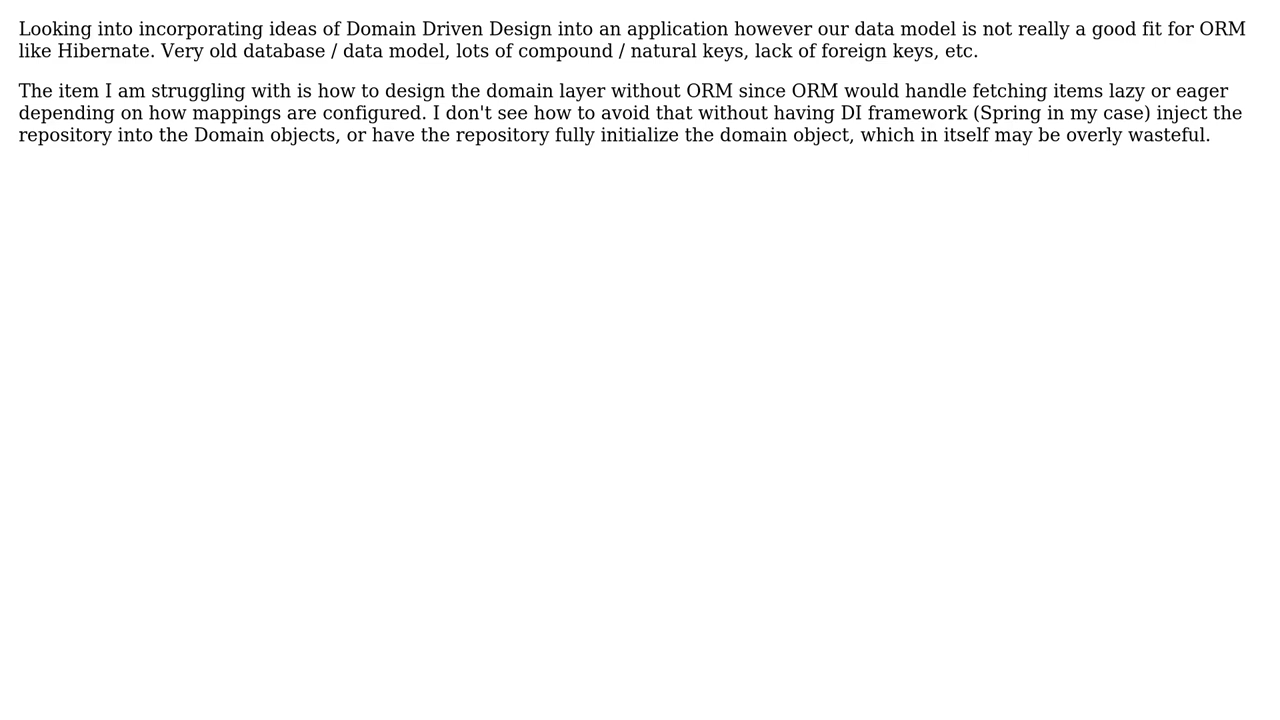 Looking into incorporating ideas of Domain Driven Design into an application however our data model is not really a good fit for ORM
like Hibernate. Very old database / data model, lots of compound / natural keys, lack of foreign keys, etc.
The item I am struggling with is how to design the domain layer without ORM since ORM would handle fetching items lazy or eager
depending on how mappings are configured. I don't see how to avoid that without having DI framework (Spring in my case) inject the
repository into the Domain objects, or have the repository fully initialize the domain object, which in itself may be overly wasteful.